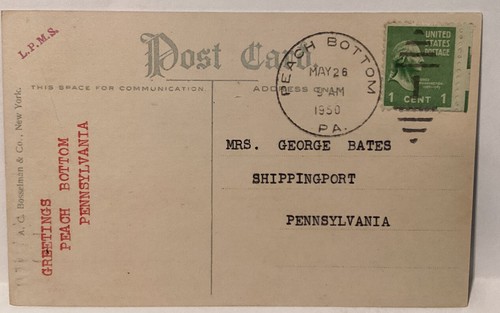 L.P.M.S.
Post Card.
THIS SPACE FOR COMMUNICATION.
ADDRESS ONLY
A. C. Bosselman & Co., New York.
GREETINGS
PEACH BOTTOM
PENNSYLVANIA
PEACH BOTTOM
MAY 26
9 AM
1950
PA.
UNITED
STATES
POSTAGE
1 CENT 1
MRS. GEORGE BATES
SHIPPINGPORT
PENNSYLVANIA